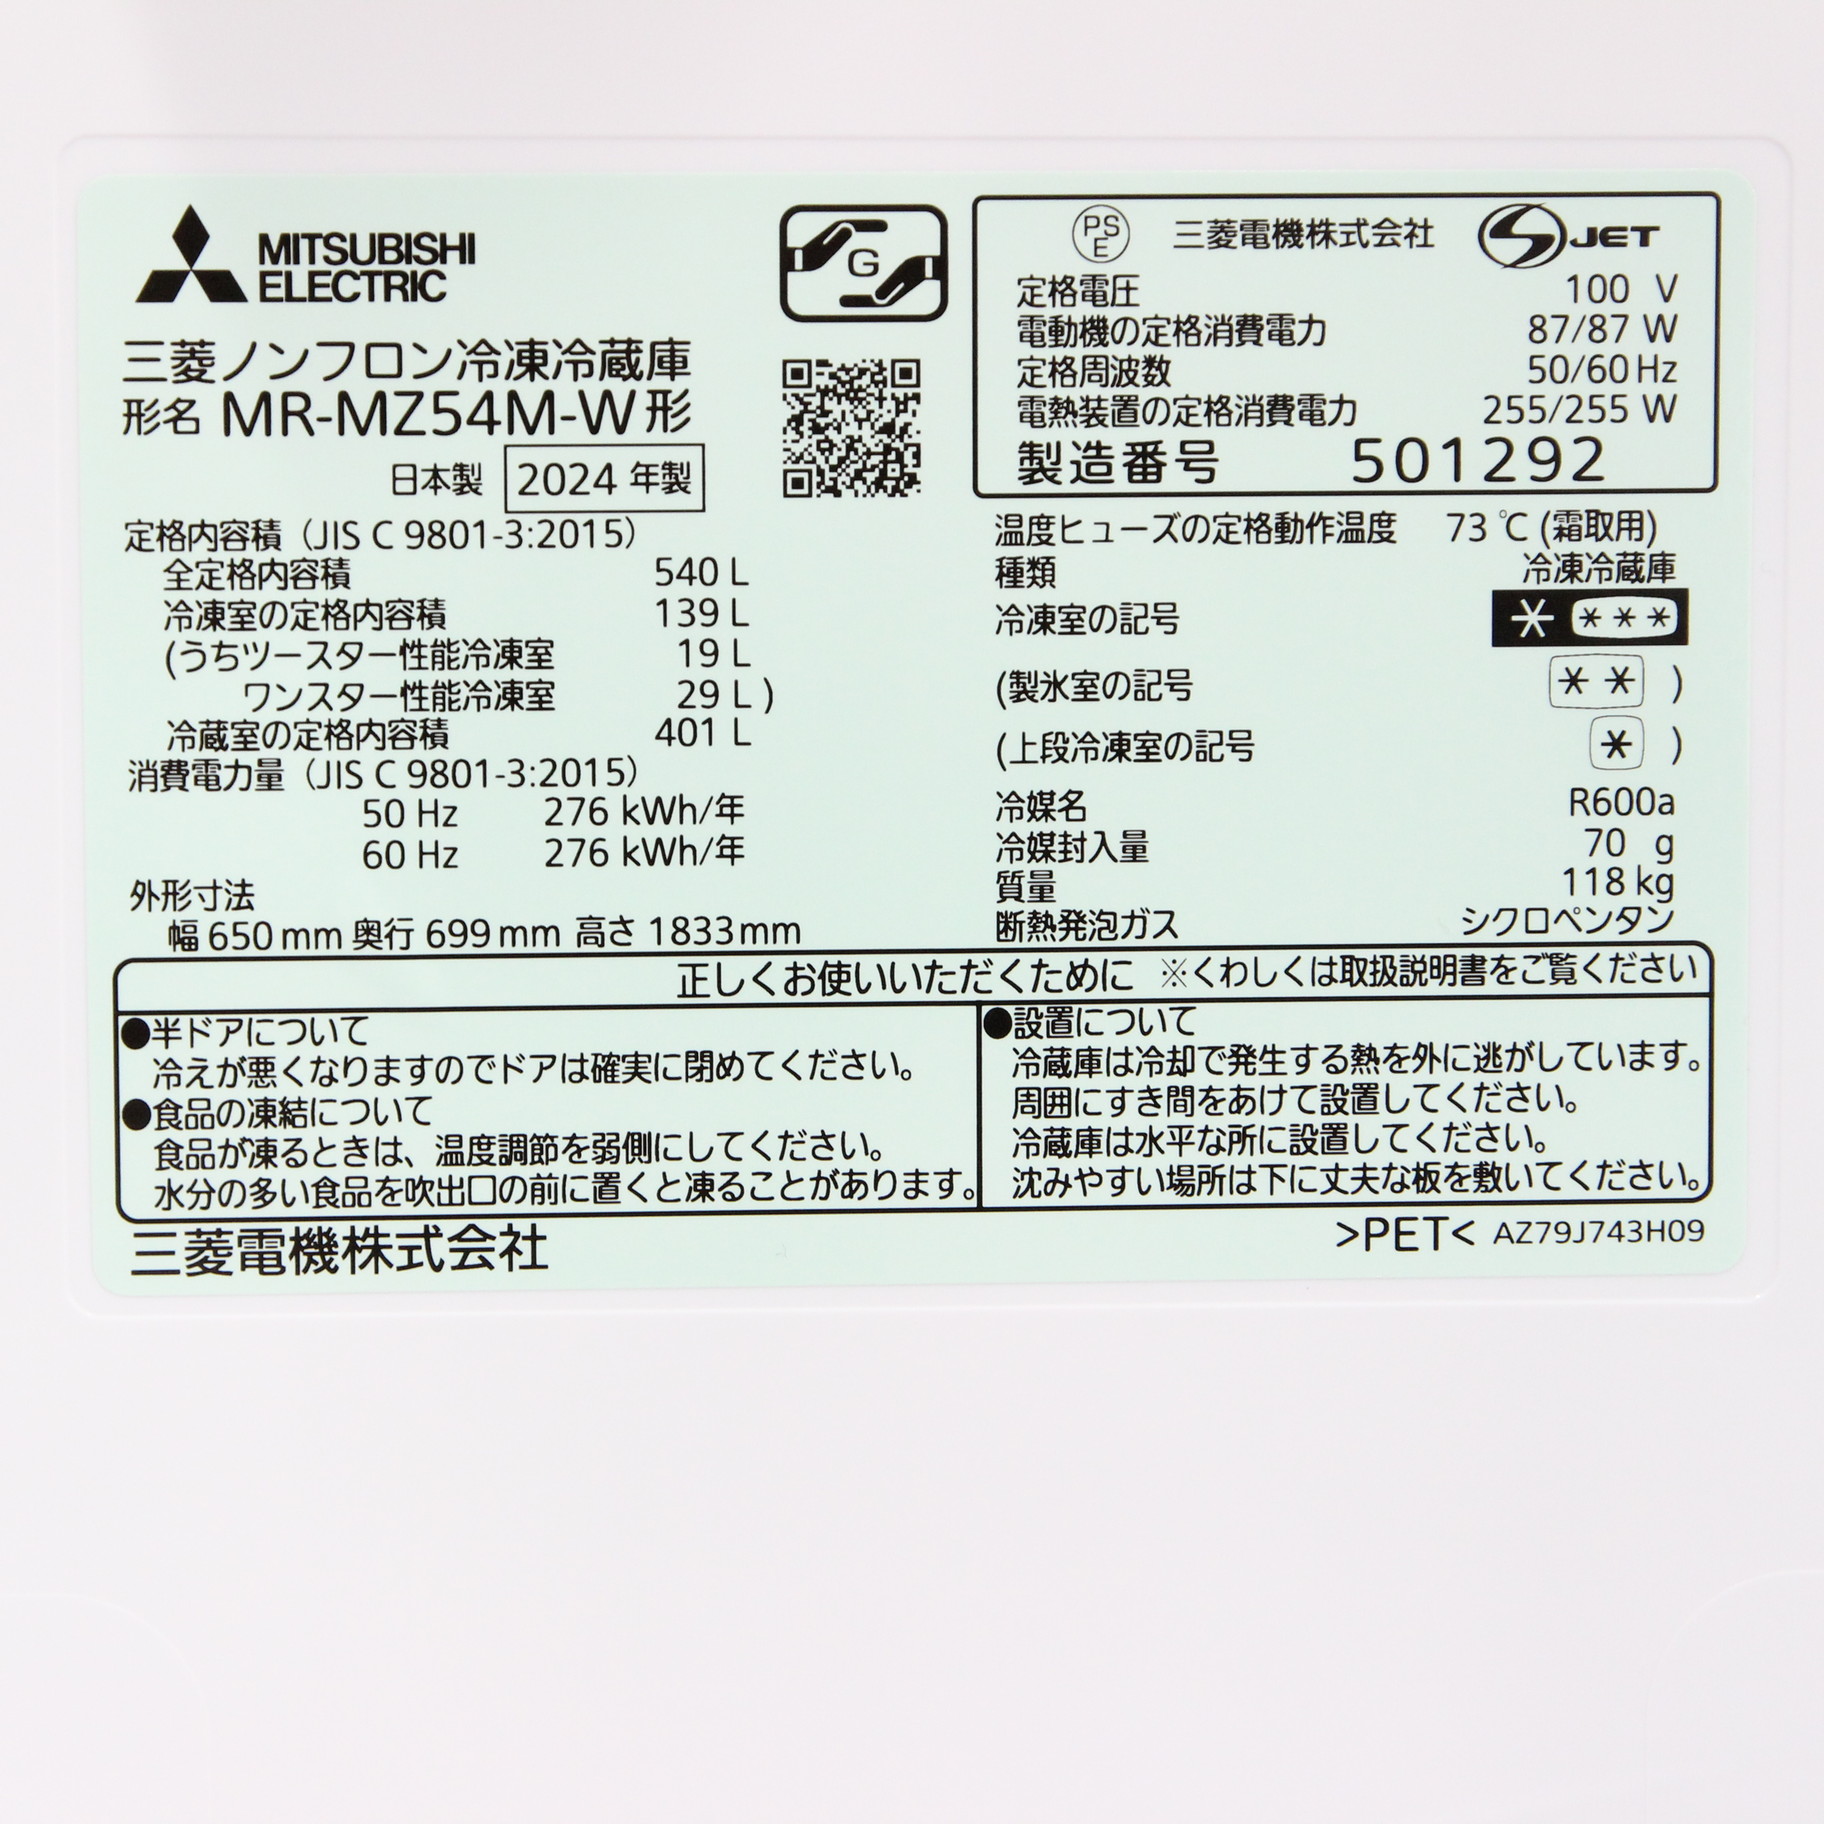 MITSUBISHI
ELECTRIC
G
三菱ノンフロン冷凍冷蔵庫
形名 MR-MZ54M-W形
日本製 2024 年製
定格内容積（JIS C 9801-3:2015）
全定格内容積 540 L
冷凍室の定格内容積 139 L
(うちツースター性能冷凍室 19 L
ワンスター性能冷凍室 29 L )
冷蔵室の定格内容積 401 L
消費電力量（JIS C 9801-3:2015）
50 Hz 276 kWh/年
60 Hz 276 kWh/年
外形寸法
幅 650 mm 奥行 699 mm 高さ 1833 mm
PS
E 三菱電機株式会社 S JET
定格電圧 100 V
電動機の定格消費電力 87/87 W
定格周波数 50/60 Hz
電熱装置の定格消費電力 255/255 W
製造番号 501292
温度ヒューズの定格動作温度 73 ℃ (霜取用)
種類 冷凍冷蔵庫
冷凍室の記号 * ***
(製氷室の記号 ** )
(上段冷凍室の記号 * )
冷媒名 R600a
冷媒封入量 70 g
質量 118 kg
断熱発泡ガス シクロペンタン
正しくお使いいただくために ※くわしくは取扱説明書をご覧ください
●半ドアについて
冷えが悪くなりますのでドアは確実に閉めてください。
●食品の凍結について
食品が凍るときは、温度調節を弱側にしてください。
水分の多い食品を吹出口の前に置くと凍ることがあります。
●設置について
冷蔵庫は冷却で発生する熱を外に逃がしています。
周囲にすき間をあけて設置してください。
冷蔵庫は水平な所に設置してください。
沈みやすい場所は下に丈夫な板を敷いてください。
三菱電機株式会社
>PET< AZ79J743H09